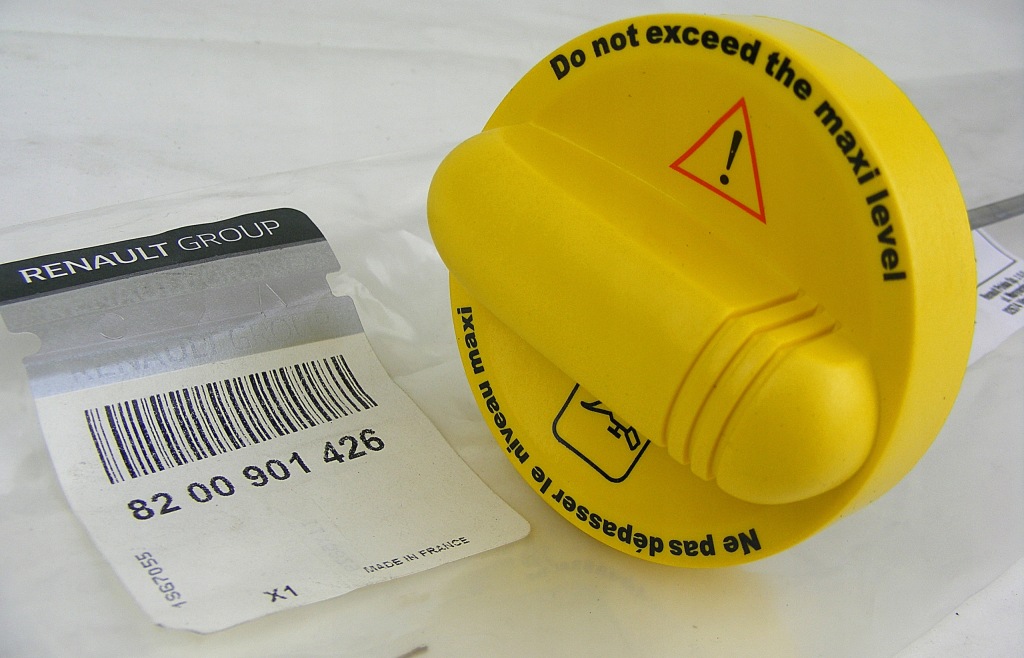 RENAULT GROUP
82 00 901 426
1S67055
X1
MADE IN FRANCE
Do not exceed the maxi level
!
Ne pas dépasser le niveau maxi